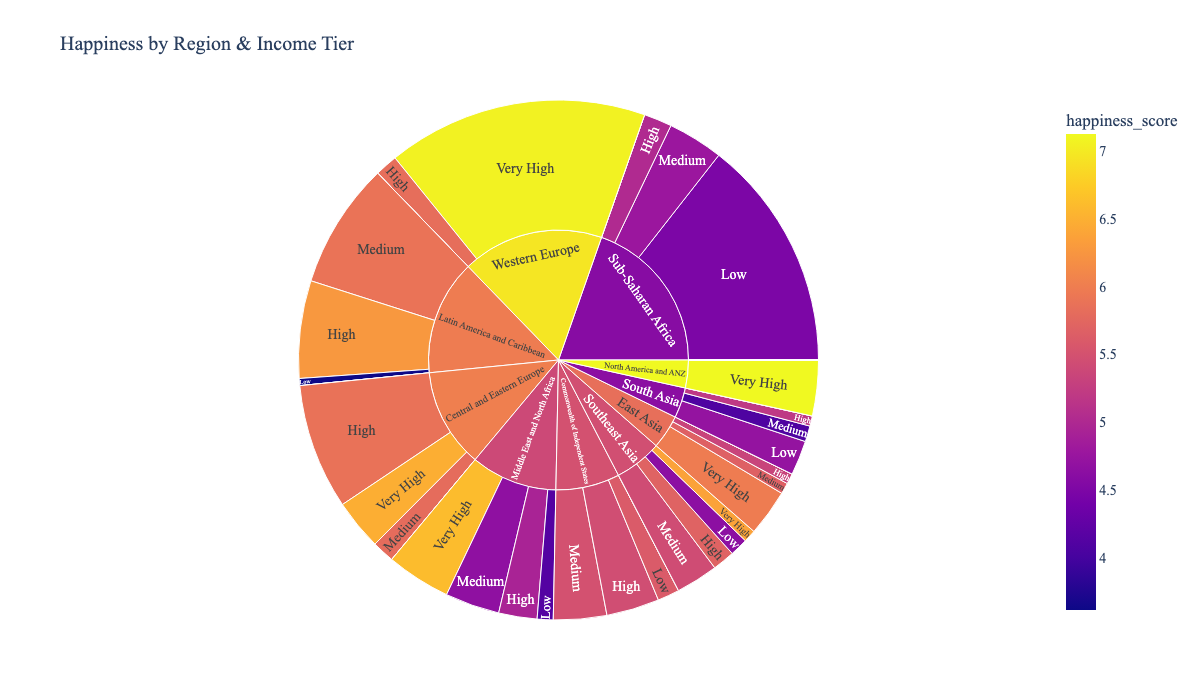 Happiness by Region & Income Tier
happiness_score
7
6.5
6
5.5
5
4.5
4
Western Europe
Very High
Sub-Saharan Africa
High
Medium
Low
Latin America and Caribbean
High
Medium
High
Low
Central and Eastern Europe
High
Very High
Medium
Middle East and North Africa
Very High
Medium
High
Low
Commonwealth of Independent States
Medium
High
Low
Southeast Asia
Medium
High
Low
Very High
East Asia
Very High
Medium
High
South Asia
Low
Medium
High
North America and ANZ
Very High